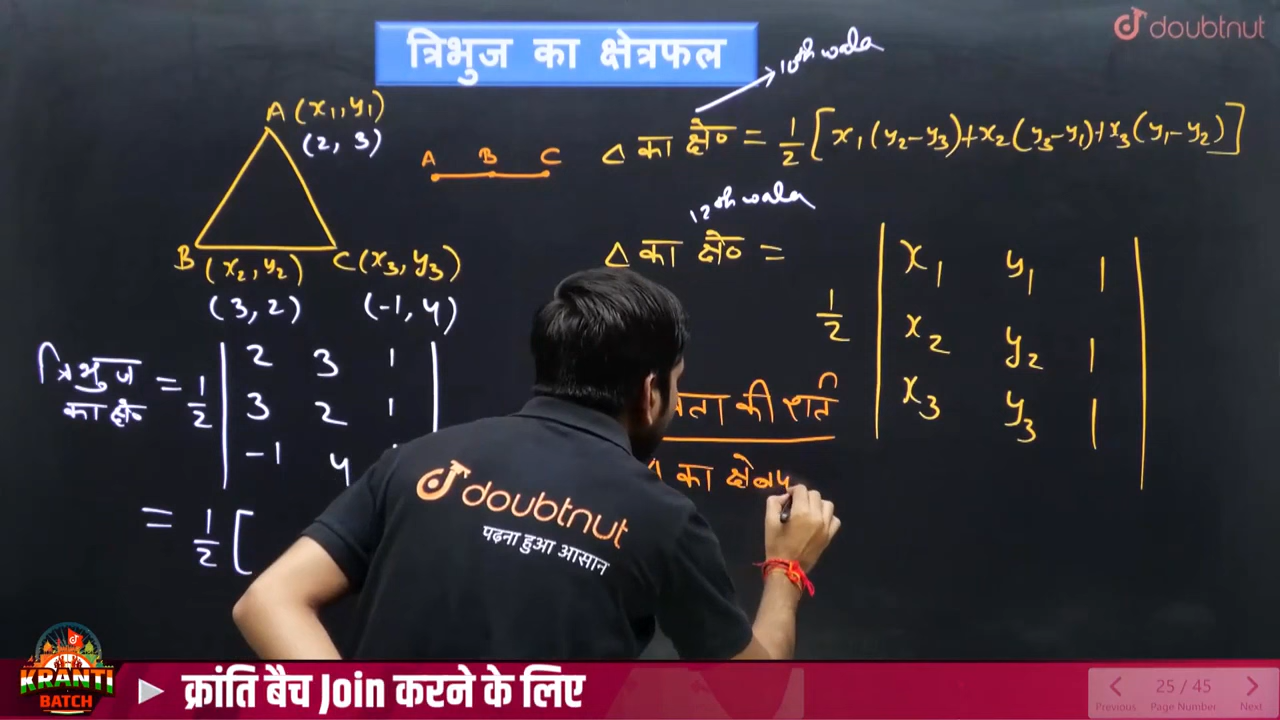 doubtnut
त्रिभुज का क्षेत्रफल
10th wala
A (x₁, y₁)
(2, 3)
A B C
Δ का क्षे० = 1/2 [x₁(y₂-y₃)+x₂(y₃-y₁)+x₃(y₁-y₂)]
12th wala
B (x₂, y₂) C(x₃, y₃)
(3, 2) (-1, 4)
Δ का क्षे० =
1/2 | x₁ y₁ 1 |
| x₂ y₂ 1 |
| x₃ y₃ 1 |
त्रिभुज का क्षे० = 1/2 | 2 3 1 |
| 3 2 1 |
| -1 4
= 1/2 [
की शर्त
का
doubtnut
पढ़ना हुआ आसान
KRANTI
BATCH
क्रांति बैच Join करने के लिए
25 / 45
Previous Page Number Next